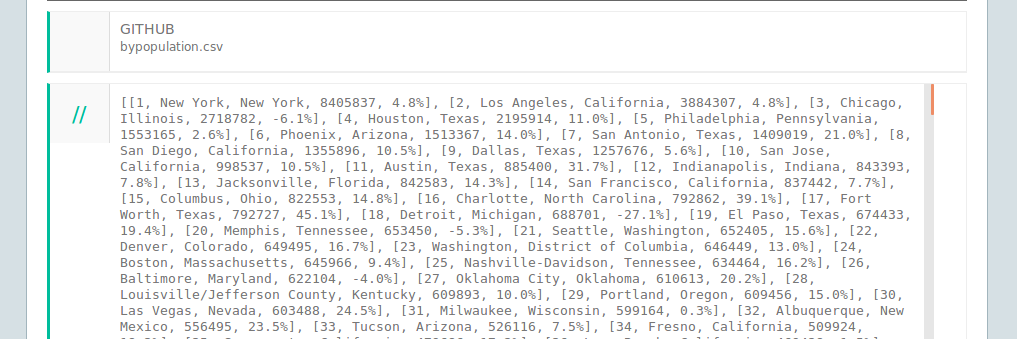 GITHUB
bypopulation.csv
//
[[1, New York, New York, 8405837, 4.8%], [2, Los Angeles, California, 3884307, 4.8%], [3, Chicago,
Illinois, 2718782, -6.1%], [4, Houston, Texas, 2195914, 11.0%], [5, Philadelphia, Pennsylvania,
1553165, 2.6%], [6, Phoenix, Arizona, 1513367, 14.0%], [7, San Antonio, Texas, 1409019, 21.0%], [8,
San Diego, California, 1355896, 10.5%], [9, Dallas, Texas, 1257676, 5.6%], [10, San Jose,
California, 998537, 10.5%], [11, Austin, Texas, 885400, 31.7%], [12, Indianapolis, Indiana, 843393,
7.8%], [13, Jacksonville, Florida, 842583, 14.3%], [14, San Francisco, California, 837442, 7.7%],
[15, Columbus, Ohio, 822553, 14.8%], [16, Charlotte, North Carolina, 792862, 39.1%], [17, Fort
Worth, Texas, 792727, 45.1%], [18, Detroit, Michigan, 688701, -27.1%], [19, El Paso, Texas, 674433,
19.4%], [20, Memphis, Tennessee, 653450, -5.3%], [21, Seattle, Washington, 652405, 15.6%], [22,
Denver, Colorado, 649495, 16.7%], [23, Washington, District of Columbia, 646449, 13.0%], [24,
Boston, Massachusetts, 645966, 9.4%], [25, Nashville-Davidson, Tennessee, 634464, 16.2%], [26,
Baltimore, Maryland, 622104, -4.0%], [27, Oklahoma City, Oklahoma, 610613, 20.2%], [28,
Louisville/Jefferson County, Kentucky, 609893, 10.0%], [29, Portland, Oregon, 609456, 15.0%], [30,
Las Vegas, Nevada, 603488, 24.5%], [31, Milwaukee, Wisconsin, 599164, 0.3%], [32, Albuquerque, New
Mexico, 556495, 23.5%], [33, Tucson, Arizona, 526116, 7.5%], [34, Fresno, California, 509924,